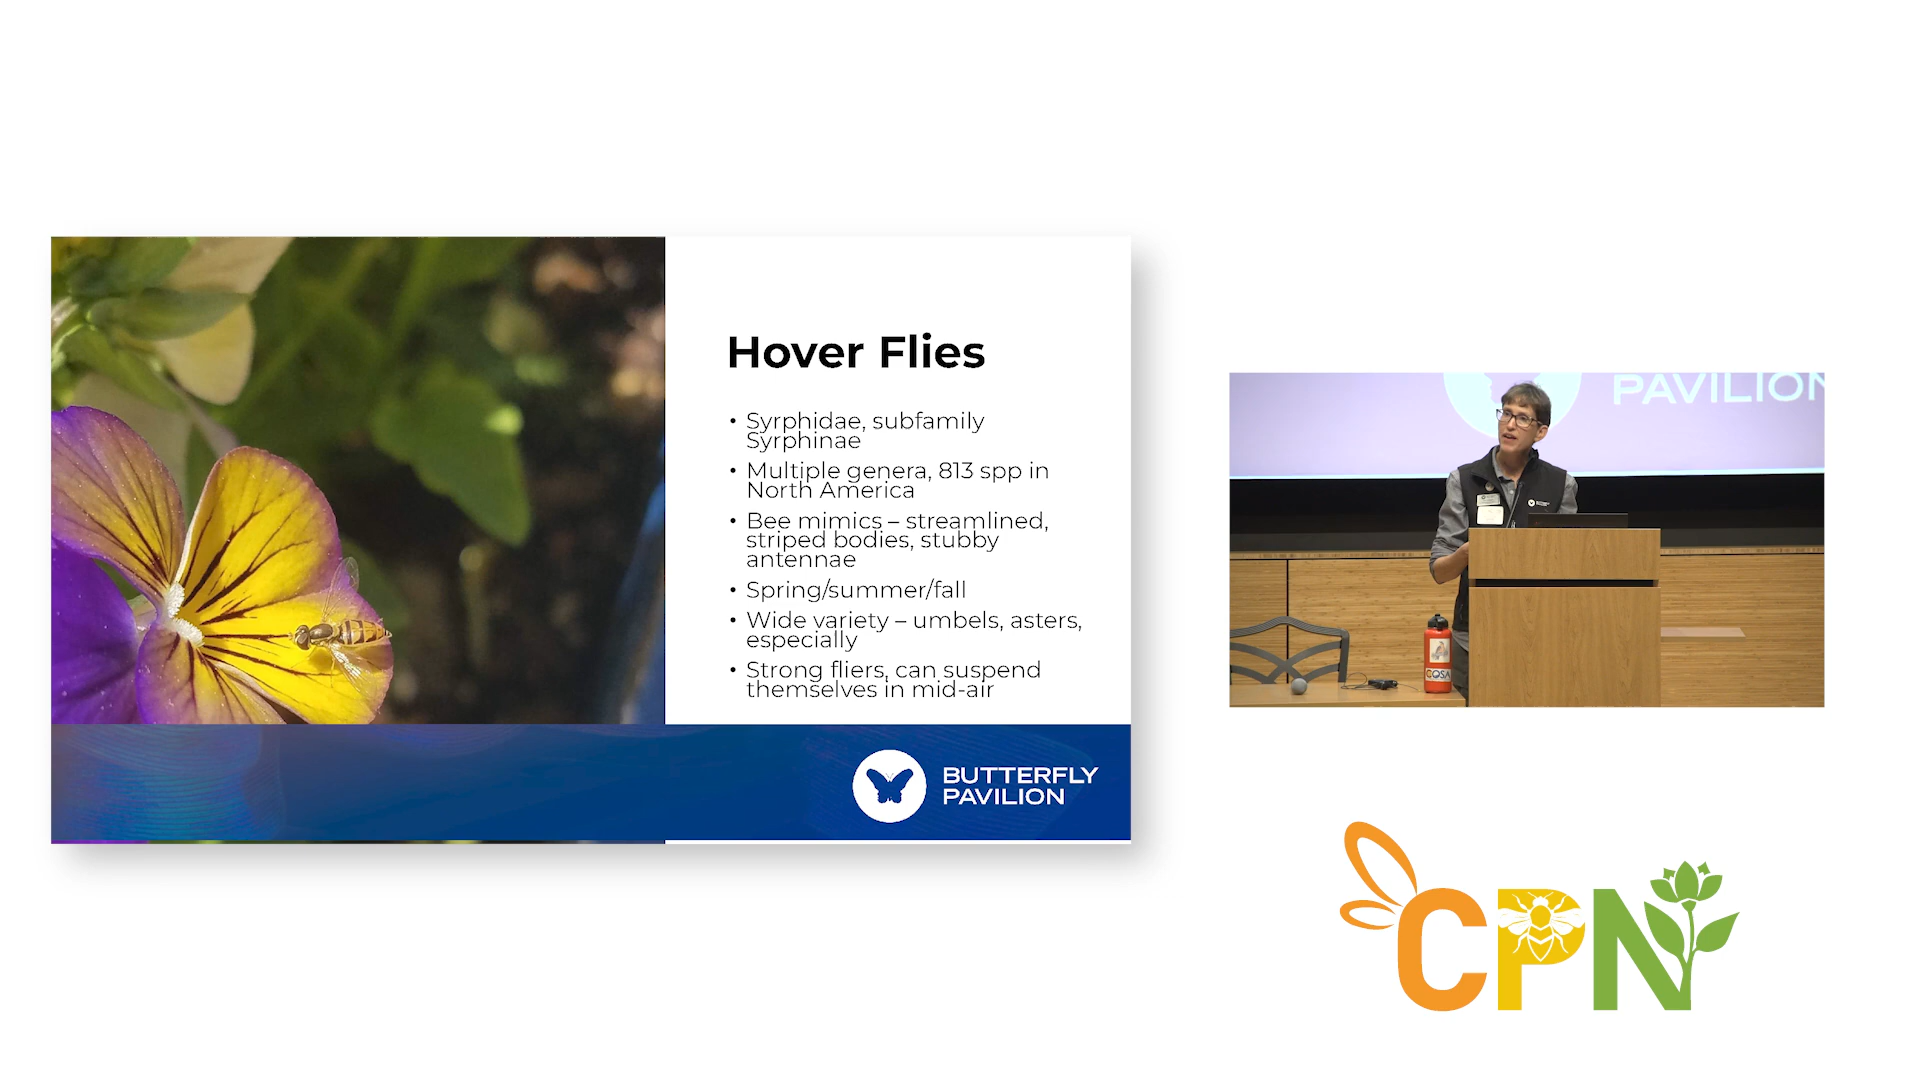 Hover Flies
• Syrphidae, subfamily
Syrphinae
• Multiple genera, 813 spp in
North America
• Bee mimics – streamlined,
striped bodies, stubby
antennae
• Spring/summer/fall
• Wide variety – umbels, asters,
especially
• Strong fliers, can suspend
themselves in mid-air
BUTTERFLY
PAVILION
PAVILION
COSA
CPN